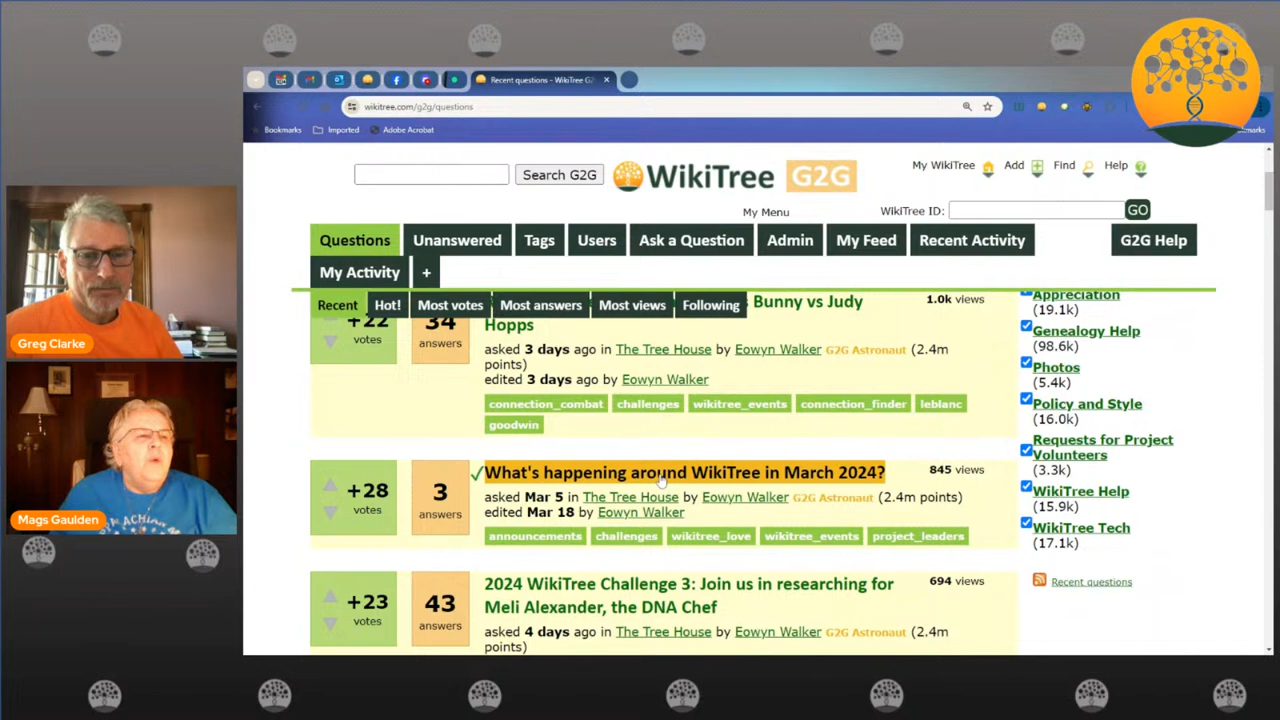 Recent questions - WikiTree G2
wikitree.com/g2g/questions
Bookmarks
Imported
Adobe Acrobat
Search G2G
WikiTree G2G
My WikiTree
Add
Find
Help
My Menu
WikiTree ID:
GO
Questions
Unanswered
Tags
Users
Ask a Question
Admin
My Feed
Recent Activity
G2G Help
My Activity
+
Recent
Hot!
Most votes
Most answers
Most views
Following
Bunny vs Judy
Hopps
1.0k views
+22
votes
34
answers
asked 3 days ago in The Tree House by Eowyn Walker G2G Astronaut (2.4m
points)
edited 3 days ago by Eowyn Walker
connection_combat
challenges
wikitree_events
connection_finder
leblanc
goodwin
+28
votes
3
answers
What's happening around WikiTree in March 2024?
845 views
asked Mar 5 in The Tree House by Eowyn Walker G2G Astronaut (2.4m points)
edited Mar 18 by Eowyn Walker
announcements
challenges
wikitree_love
wikitree_events
project_leaders
+23
votes
43
answers
2024 WikiTree Challenge 3: Join us in researching for
Meli Alexander, the DNA Chef
694 views
asked 4 days ago in The Tree House by Eowyn Walker G2G Astronaut (2.4m
points)
Appreciation
(19.1k)
Genealogy Help
(98.6k)
Photos
(5.4k)
Policy and Style
(16.0k)
Requests for Project
Volunteers
(3.3k)
WikiTree Help
(15.9k)
WikiTree Tech
(17.1k)
Recent questions
Greg Clarke
Mags Gaulden